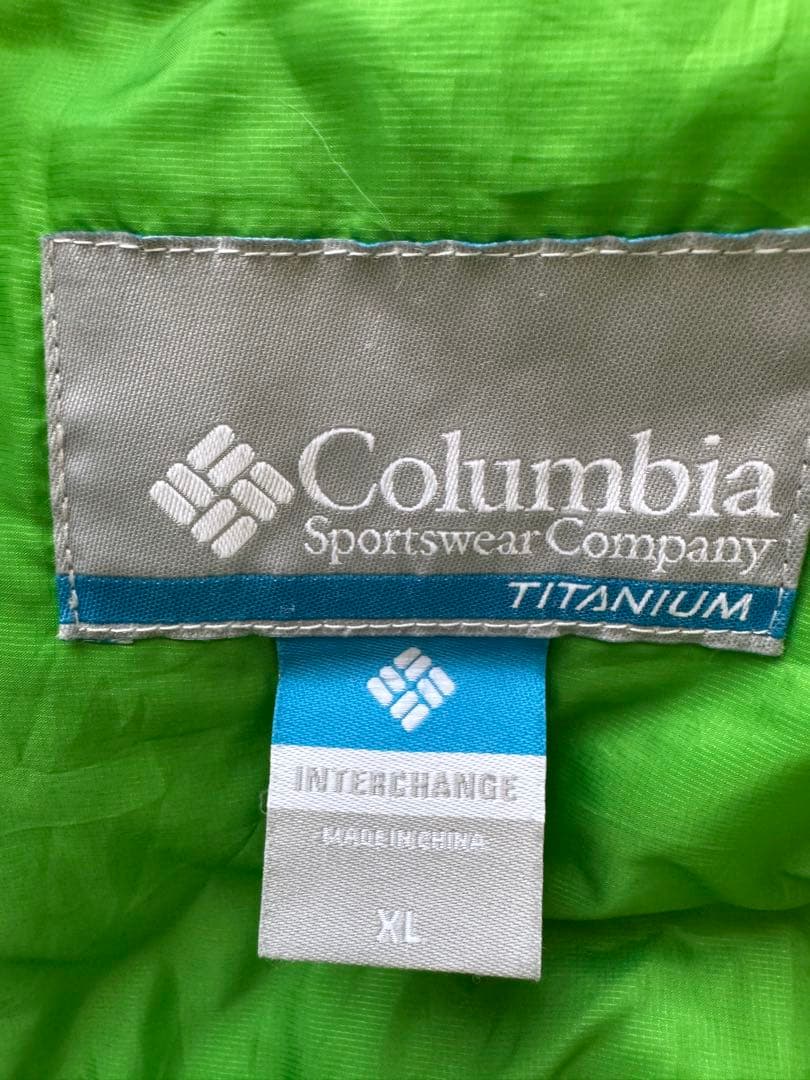 Columbia
Sportswear Company
TITANIUM
INTERCHANGE
MADE IN CHINA
XL